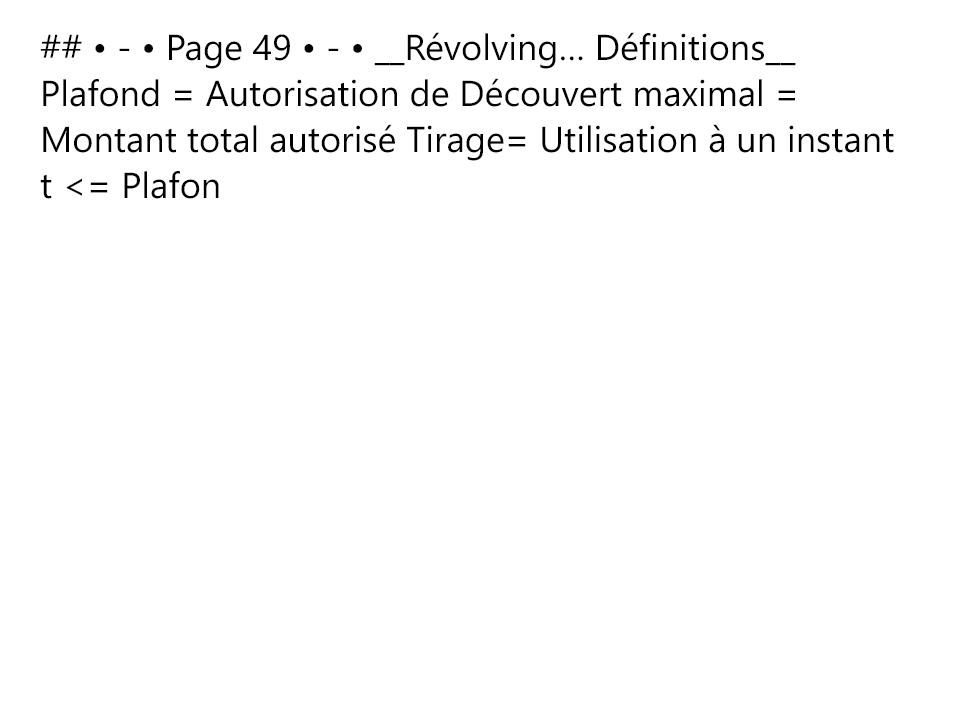 ## • - • Page 49 • - • __Révolving... Définitions__
Plafond = Autorisation de Découvert maximal =
Montant total autorisé Tirage= Utilisation à un instant
t <= Plafon